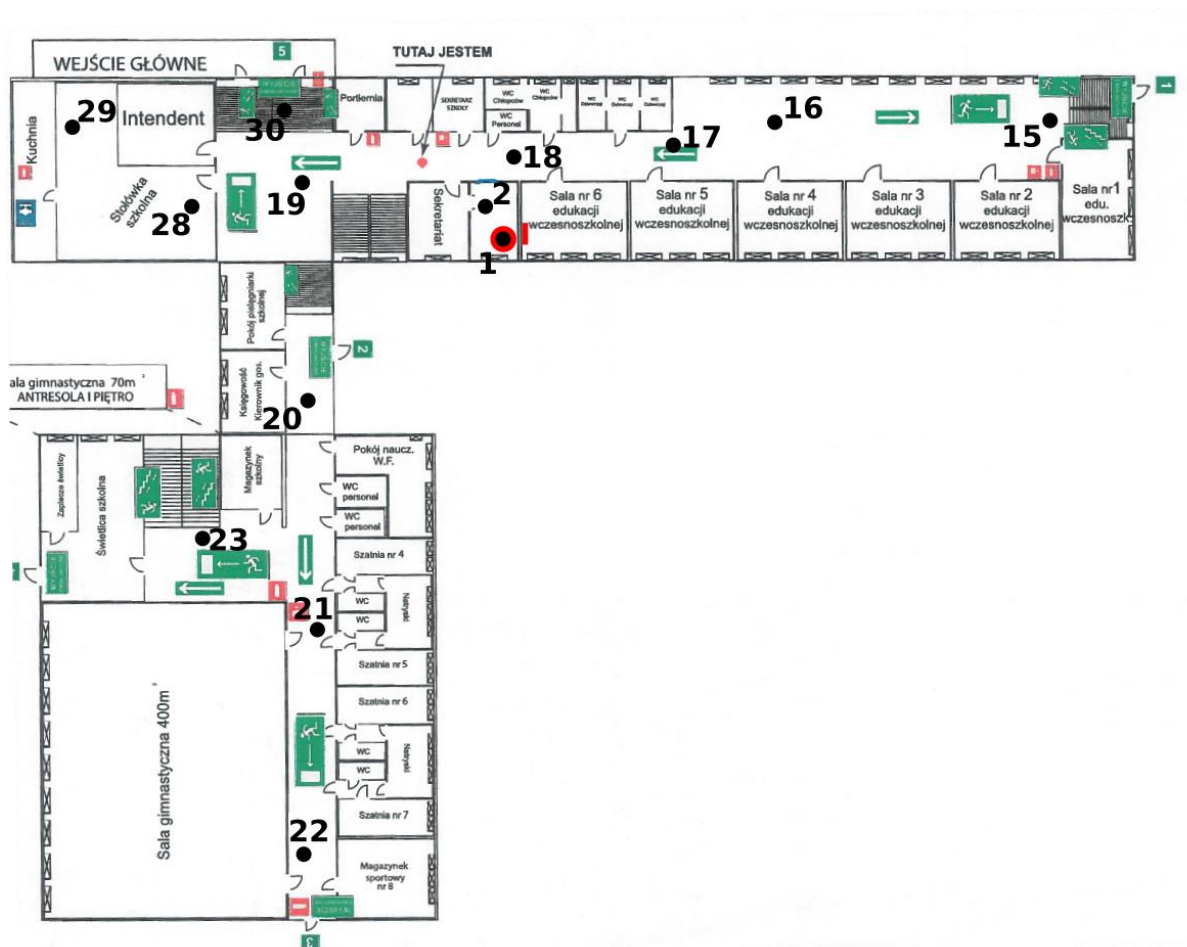 WEJŚCIE GŁÓWNE
5
TUTAJ JESTEM
1
29
Intendent
30
Portiernia
SEKRETARZ
SZKOŁY
WC
Chłopców
WC
Personel
WC
Chłopców
WC
Dziewcząt
WC
Dziewcząt
WC
Dziewcząt
16
15
17
18
Kuchnia
Stołówka
szkolna
28
19
Sekretariat
2
1
Sala nr 6
edukacji
wczesnoszkolnej
Sala nr 5
edukacji
wczesnoszkolnej
Sala nr 4
edukacji
wczesnoszkolnej
Sala nr 3
edukacji
wczesnoszkolnej
Sala nr 2
edukacji
wczesnoszkolnej
Sala nr1
edu.
wczesnoszk.
Pokój pielęgniarki
szkolnej
2
Księgowość
Kierownik gos.
20
ala gimnastyczna 70m²
ANTRESOLA I PIĘTRO
Zaplecze świetlicy
Świetlica szkolna
Magazynek
szkolny
Pokój naucz.
W.F.
WC
personel
WC
personel
23
Szatnia nr 4
21
WC
WC
Natryski
Szatnia nr5
Szatnia nr 6
WC
WC
Natryski
Szatnia nr 7
Sala gimnastyczna 400m²
22
Magazynek
sportowy
nr 8
WYJŚCIE
3